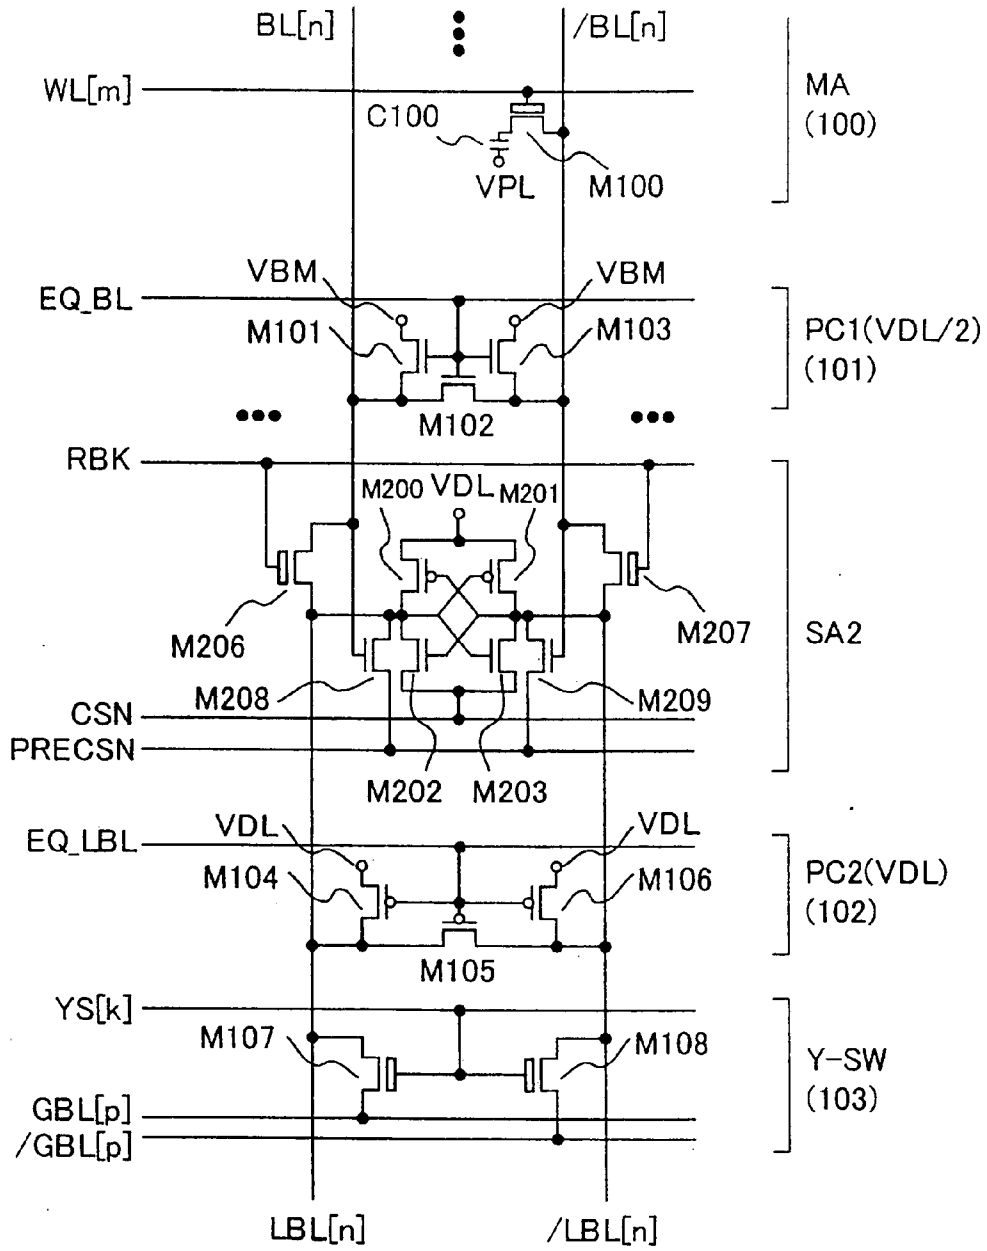 BL[n] /BL[n]
WL[m] MA
C100 (100)
VPL M100
VBM VBM
EQ_BL
M101 M103 PC1(VDL/2)
(101)
M102
RBK
M200 VDL M201
M206 M207 SA2
M208 M209
CSN
PRECSN
M202 M203
EQ_LBL VDL VDL
M104 M106 PC2(VDL)
(102)
M105
YS[k]
M107 M108 Y-SW
(103)
GBL[p]
/GBL[p]
LBL[n] /LBL[n]